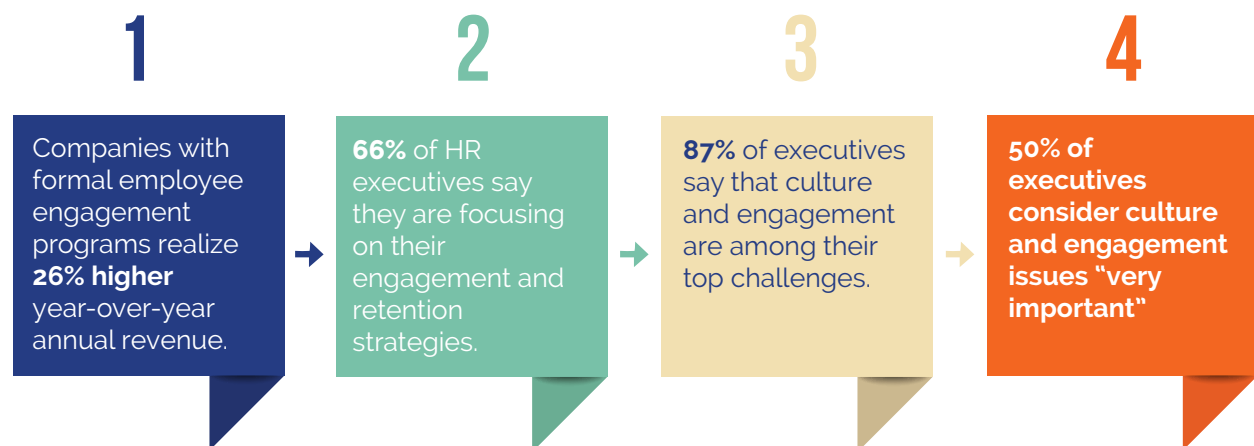 1
Companies with
formal employee
engagement
programs realize
26% higher
year-over-year
annual revenue.
2
66% of HR
executives say
they are focusing
on their
engagement and
retention
strategies.
3
87% of executives
say that culture
and engagement
are among their
top challenges.
4
50% of
executives
consider culture
and engagement
issues “very
important”